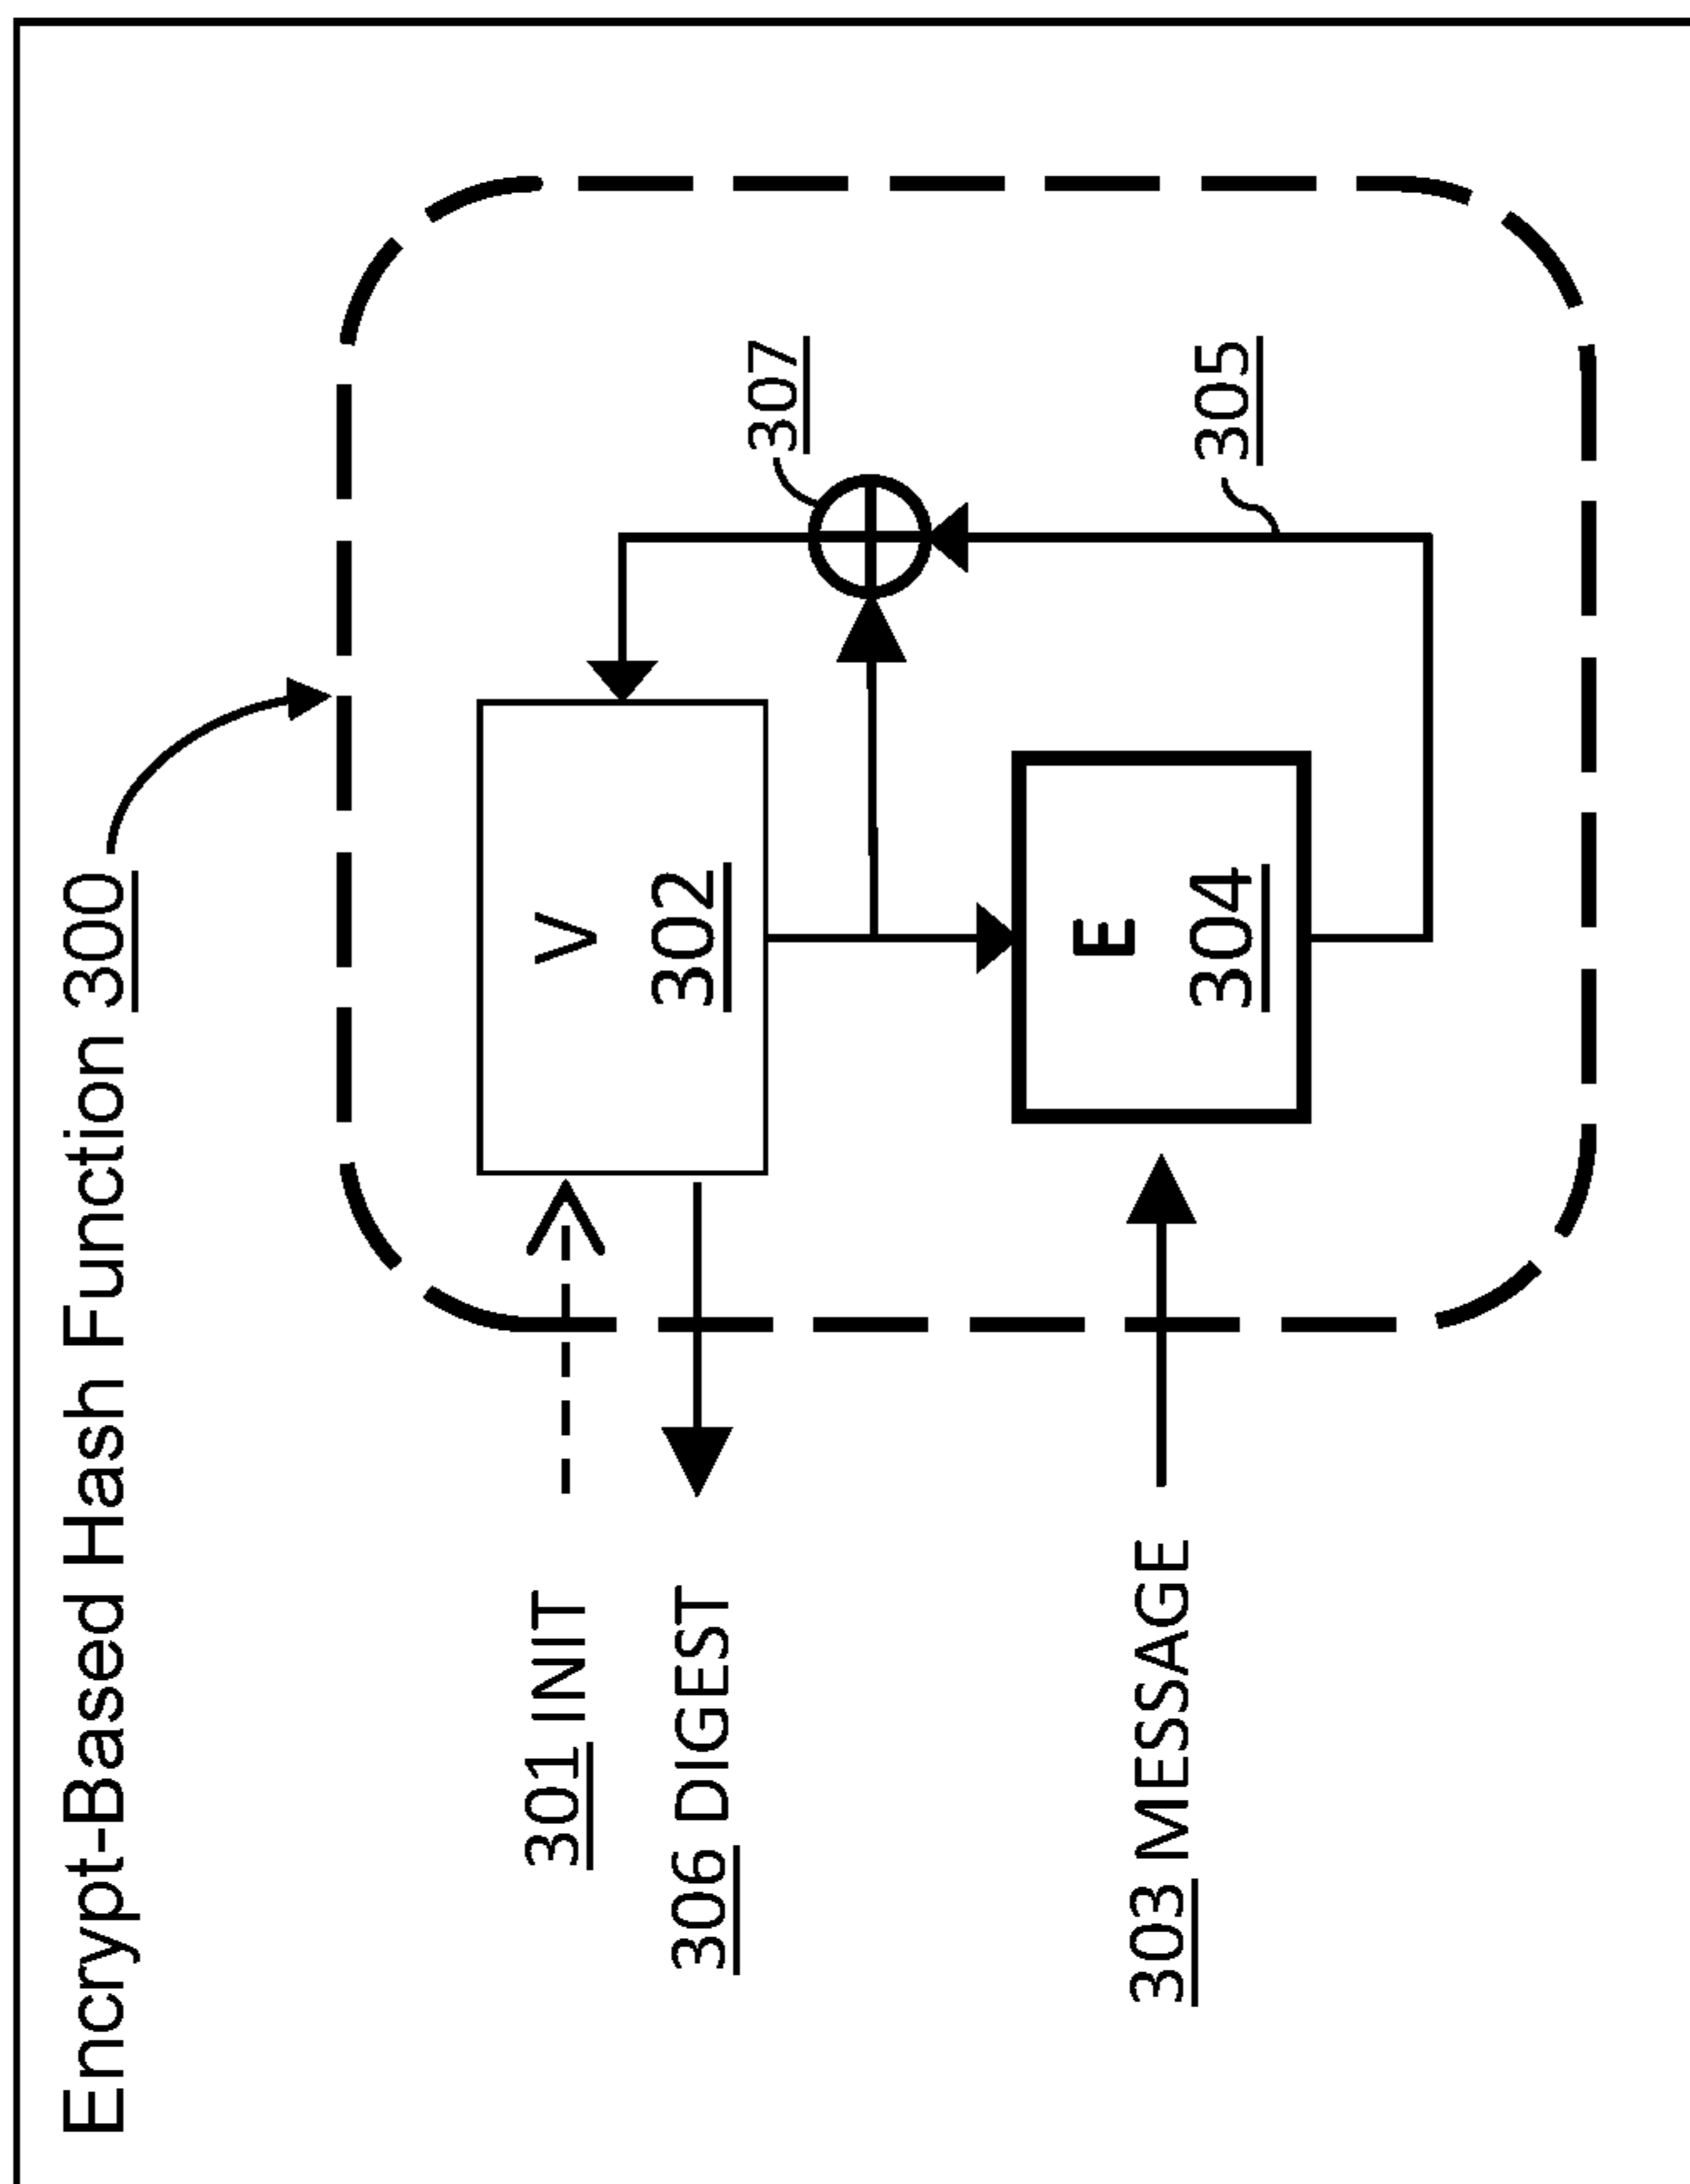 Encrypt-Based Hash Function 300
301 INIT
306 DIGEST
303 MESSAGE
V
302
E
304
307
305